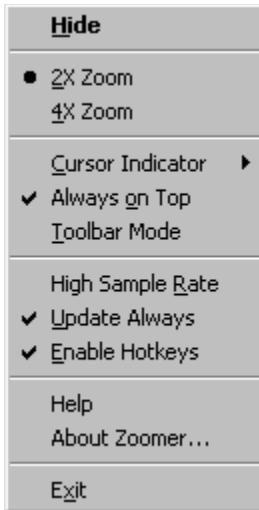 Hide
2X Zoom
4X Zoom
Cursor Indicator
Always on Top
Toolbar Mode
High Sample Rate
Update Always
Enable Hotkeys
Help
About Zoomer...
Exit